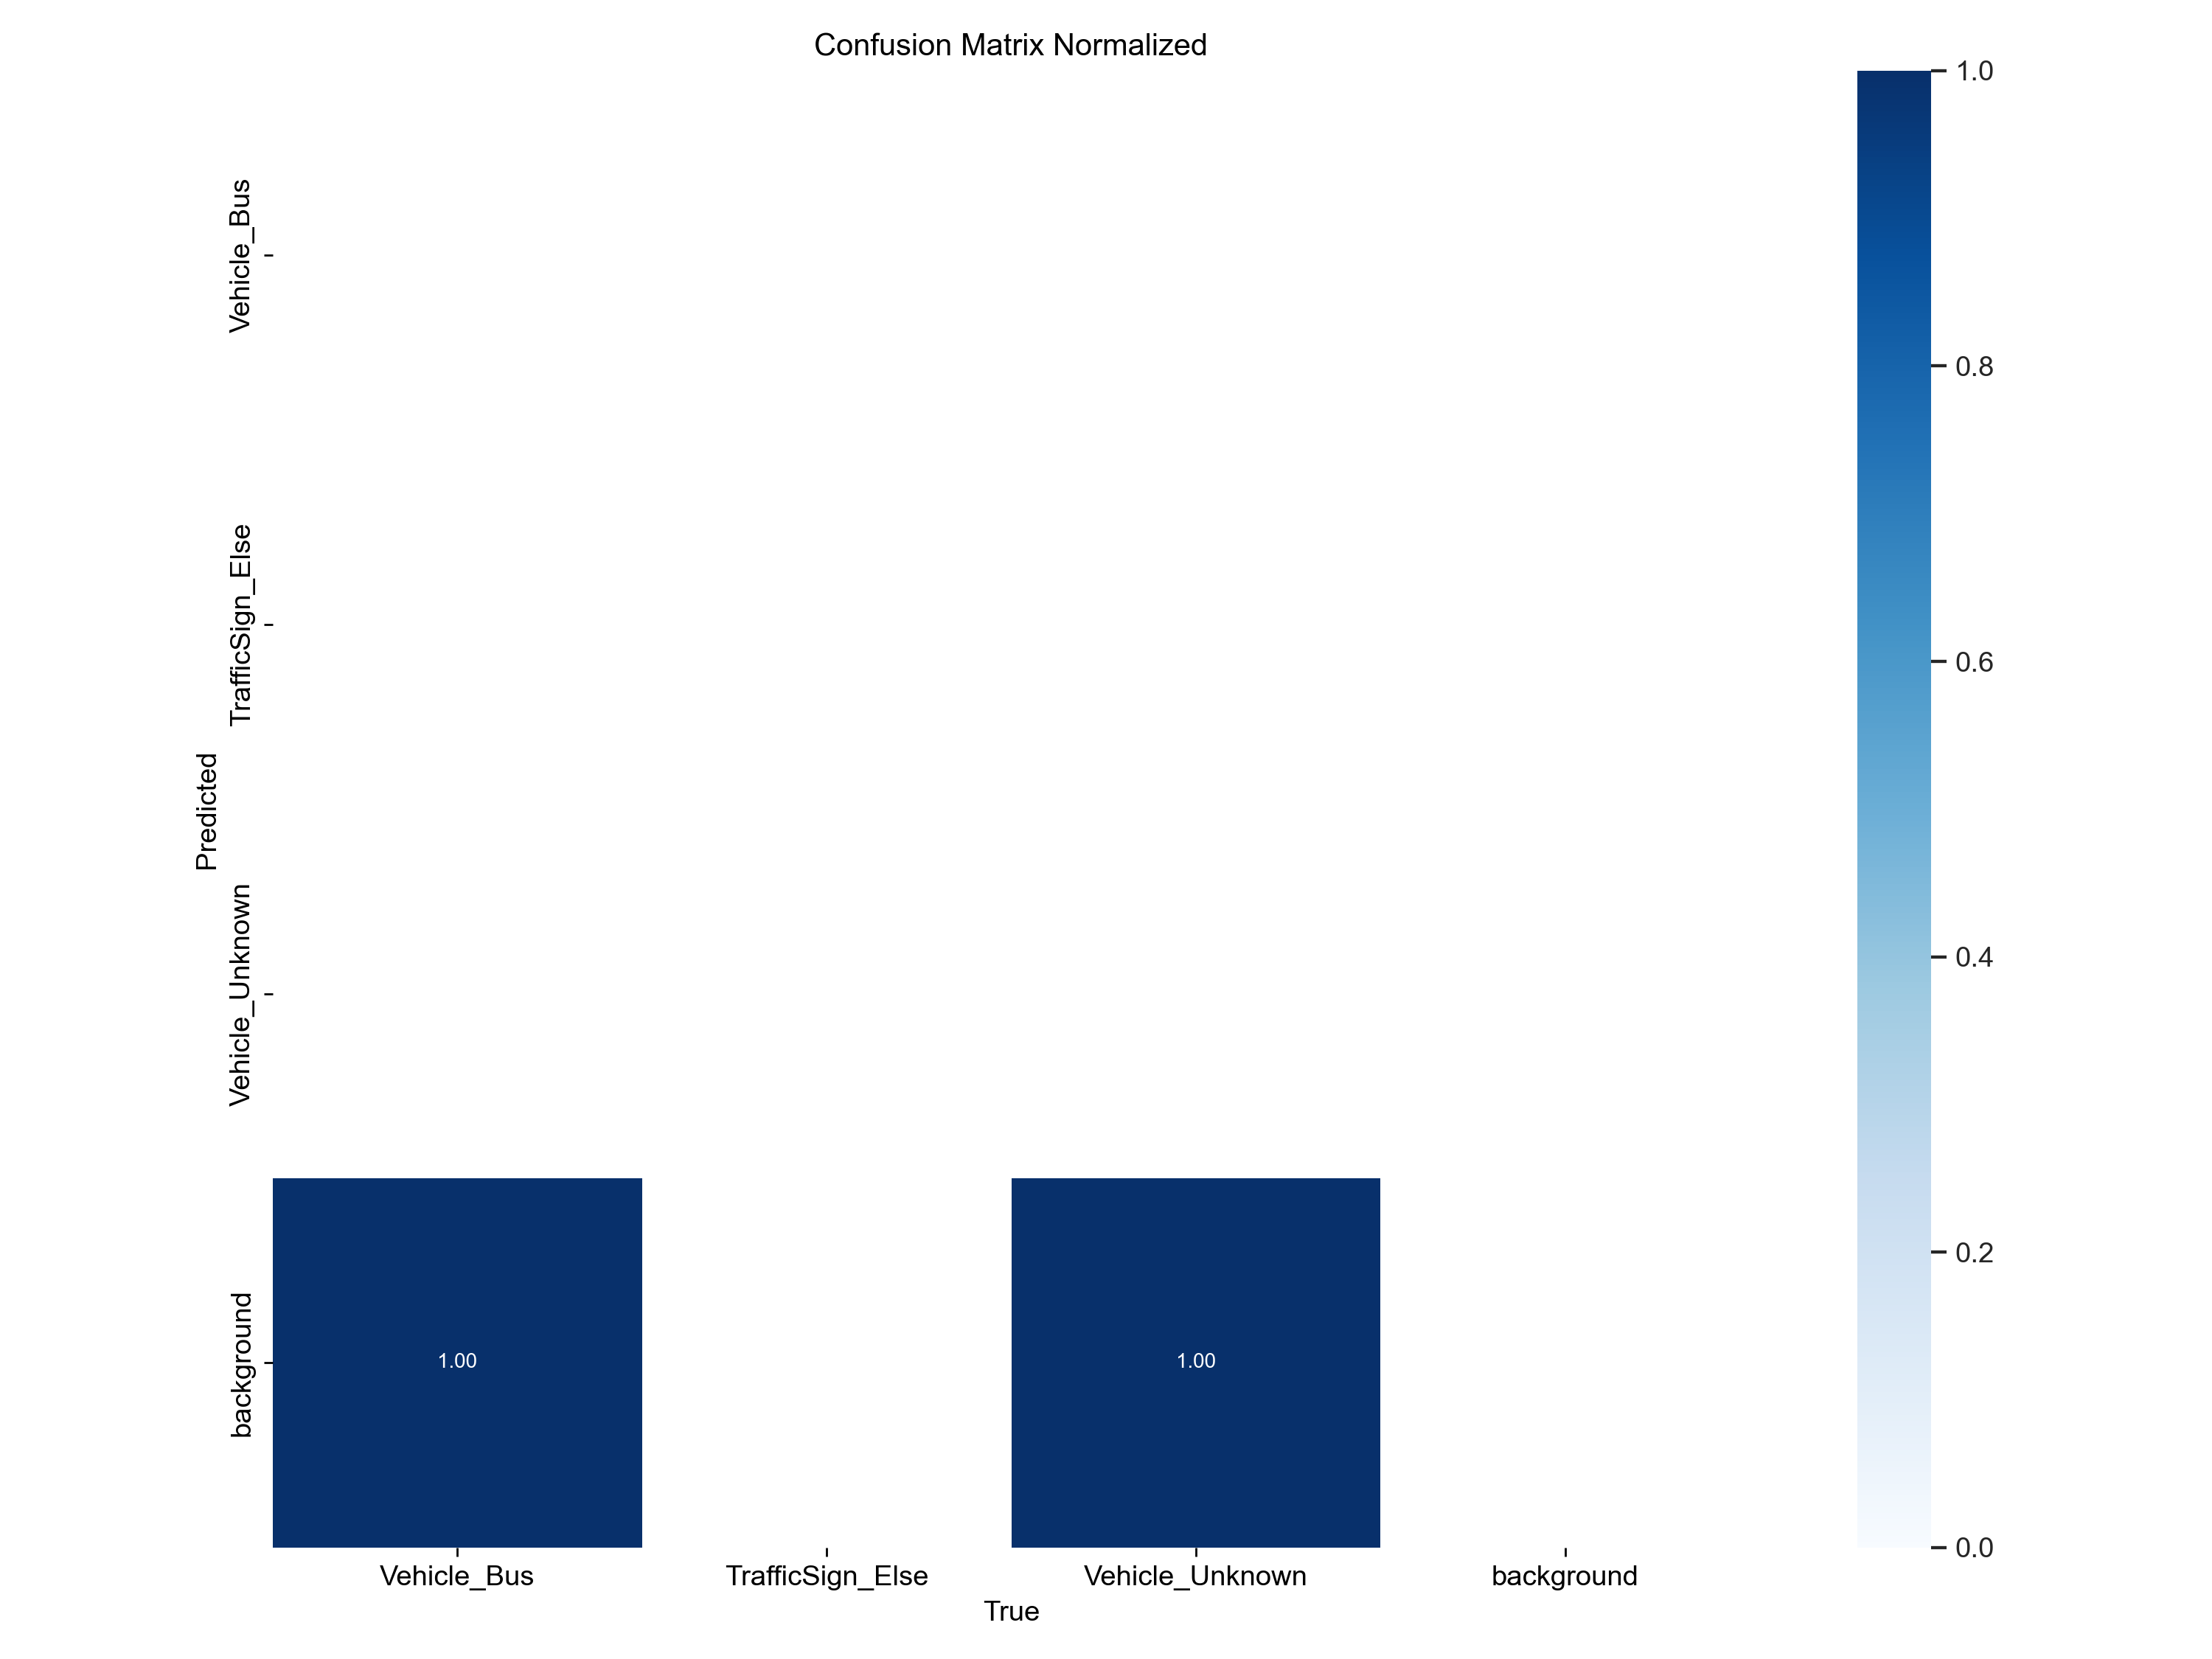 Confusion Matrix Normalized
Vehicle_Bus
TrafficSign_Else
Vehicle_Unknown
background
Predicted
1.00
1.00
Vehicle_Bus
TrafficSign_Else
Vehicle_Unknown
background
True
1.0
0.8
0.6
0.4
0.2
0.0